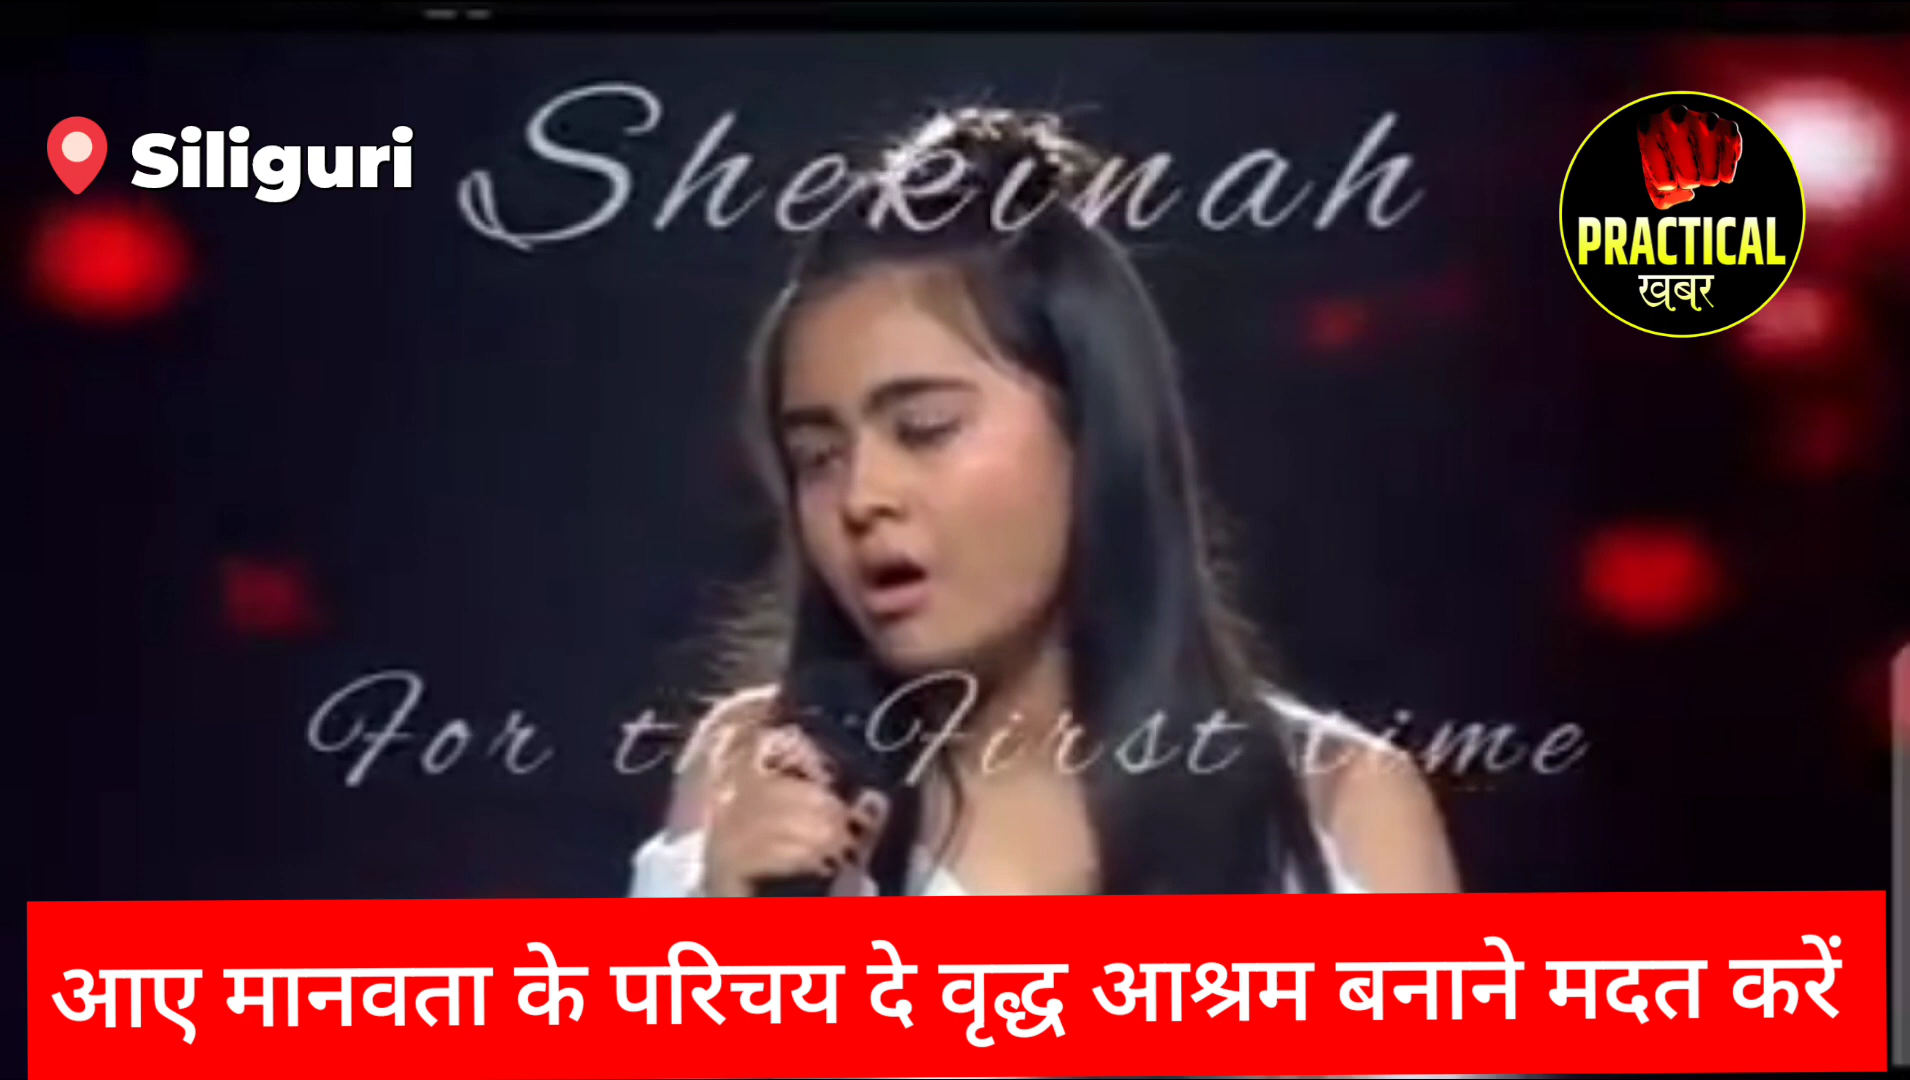 Siliguri
Shekinah
PRACTICAL
खबर
For the First time
आए मानवता के परिचय दे वृद्ध आश्रम बनाने मदत करें